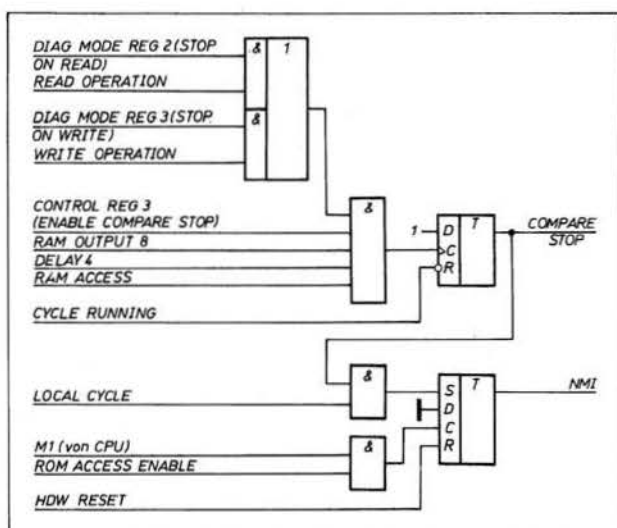 DIAG MODE REG 2(STOP
ON READ)
READ OPERATION
& 1
DIAG MODE REG 3(STOP
ON WRITE)
WRITE OPERATION
&
CONTROL REG 3
(ENABLE COMPARE STOP)
RAM OUTPUT 8
DELAY 4
RAM ACCESS
&
CYCLE RUNNING
1 D T
C
R
COMPARE
STOP
LOCAL CYCLE
&
M1 (von CPU)
ROM ACCESS ENABLE
&
HDW RESET
S T
D
C
R
NMI